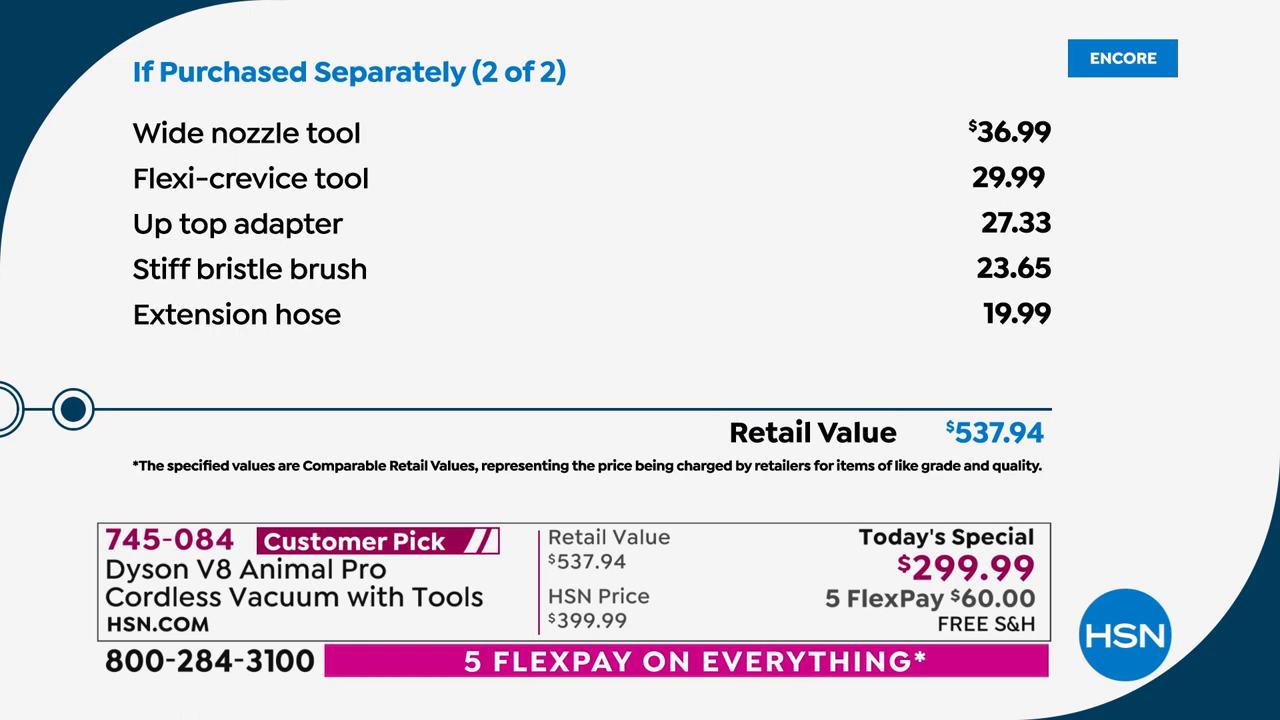 If Purchased Separately (2 of 2)
ENCORE
Wide nozzle tool $36.99
Flexi-crevice tool 29.99
Up top adapter 27.33
Stiff bristle brush 23.65
Extension hose 19.99
Retail Value $537.94
*The specified values are Comparable Retail Values, representing the price being charged by retailers for items of like grade and quality.
745-084 Customer Pick
Dyson V8 Animal Pro
Cordless Vacuum with Tools
HSN.COM
Retail Value
$537.94
HSN Price
$399.99
Today's Special
$299.99
5 FlexPay $60.00
FREE S&H
HSN
800-284-3100 5 FLEXPAY ON EVERYTHING*